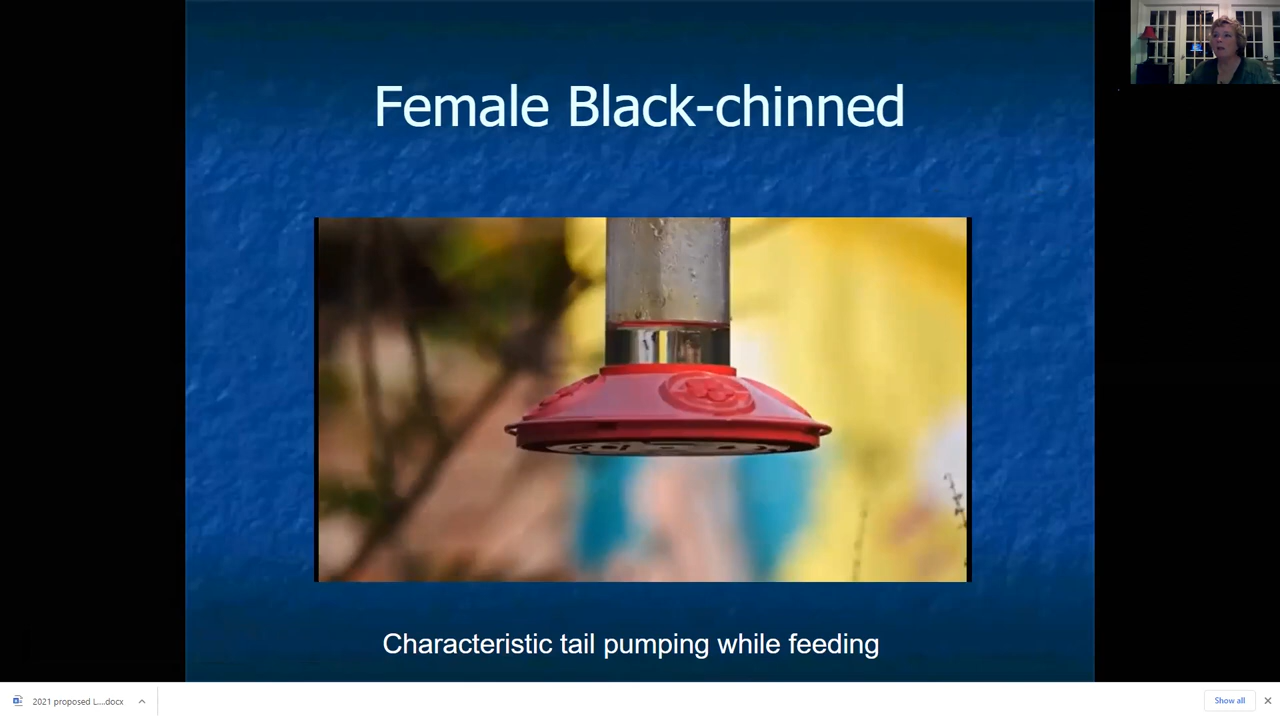 Female Black-chinned
Characteristic tail pumping while feeding
2021 proposed L....docx
Show all